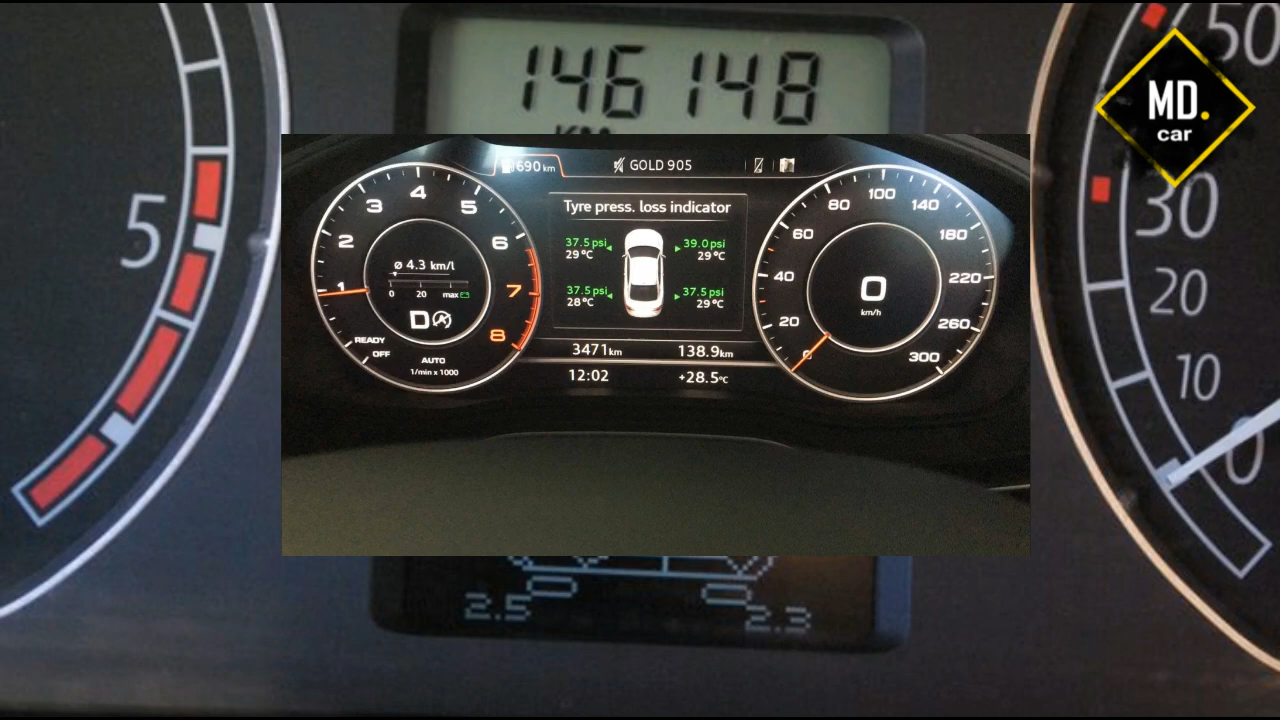 146 148
MD.
car
50
30
20
10
0
5
690 km
GOLD 905
Tyre press. loss indicator
37.5 psi
29 °C
39.0 psi
29 °C
37.5 psi
28 °C
37.5 psi
29 °C
1
2
3
4
5
6
7
8
ø 4.3 km/l
0 20 max
D
READY
OFF
AUTO
1/min x 1000
0
20
40
60
80
100
140
180
220
260
300
0
km/h
3471 km 138.9 km
12:02 +28.5 °C
2.5 2.3